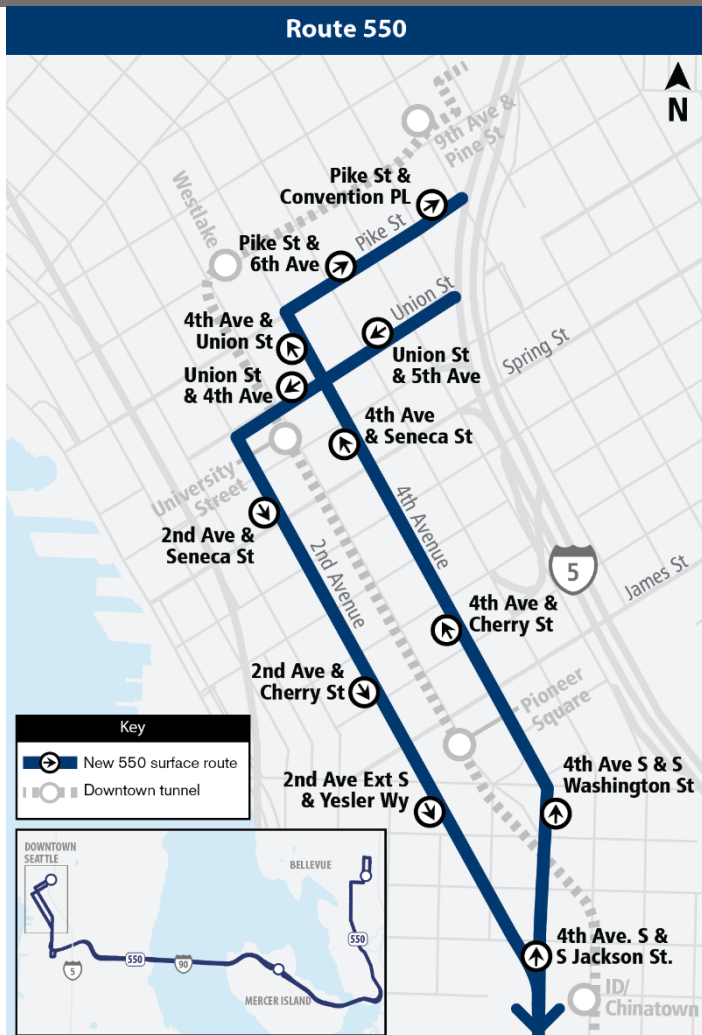 Route 550
N
9th Ave &
Pine St
Pike St &
Convention PL
Westlake
Pike St
Pike St &
6th Ave
Union St
4th Ave &
Union St
Union St
& 5th Ave
Spring St
Union St
& 4th Ave
4th Ave
& Seneca St
University
Street
4th Avenue
2nd Ave &
Seneca St
2nd Avenue
5
James St
4th Ave &
Cherry St
2nd Ave &
Cherry St
Pioneer
Square
Key
New 550 surface route
Downtown tunnel
2nd Ave Ext S
& Yesler Wy
4th Ave S & S
Washington St
DOWNTOWN
SEATTLE
BELLEVUE
550
5
550
90
MERCER ISLAND
4th Ave. S &
S Jackson St.
ID/
Chinatown